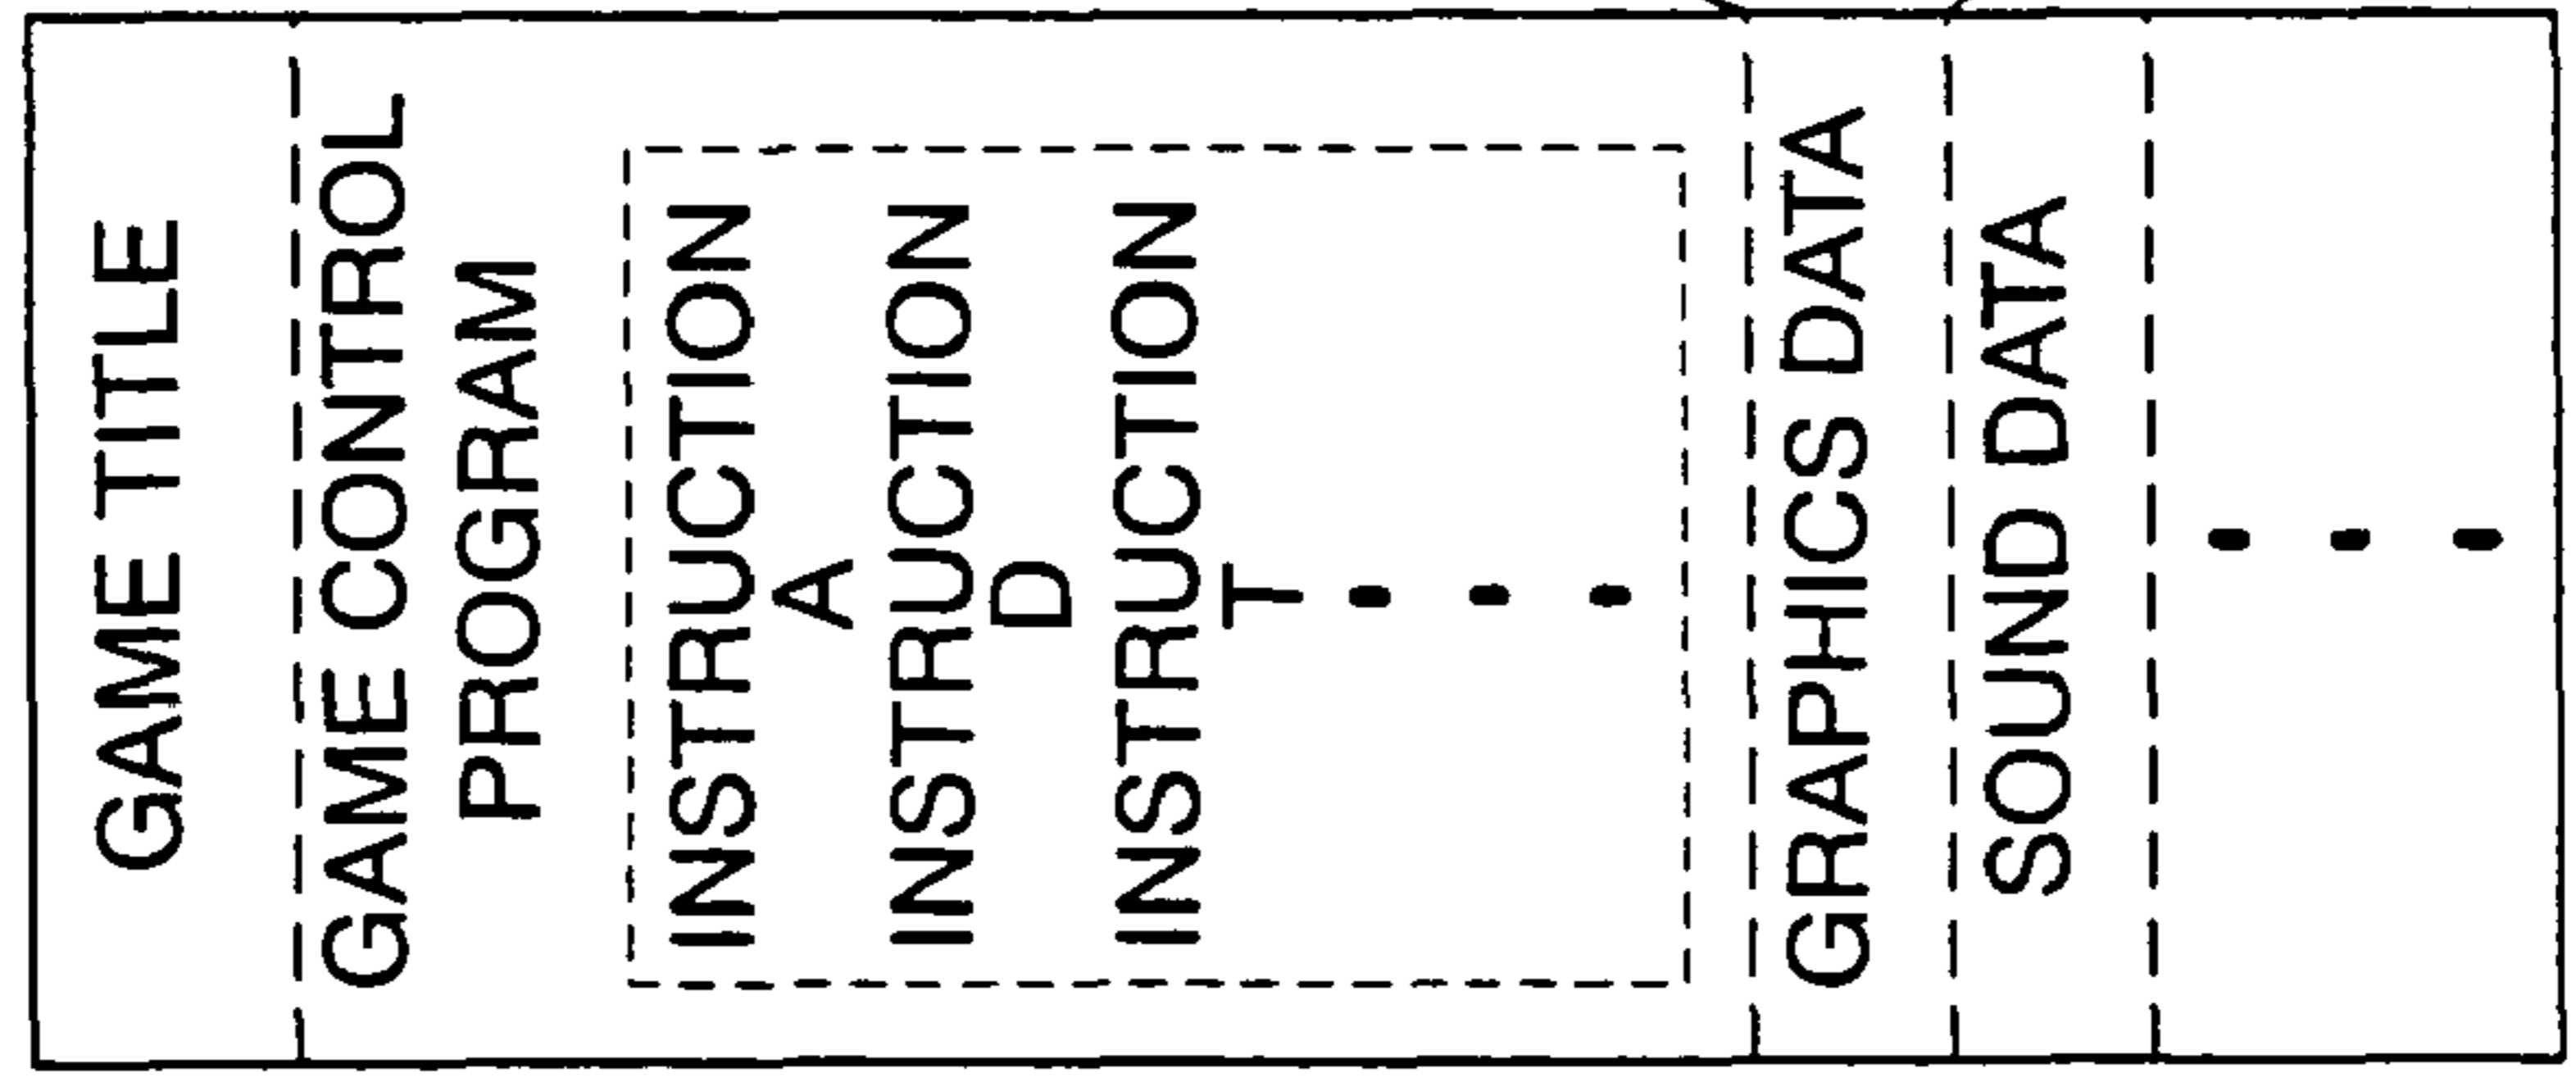 GAME TITLE
GAME CONTROL
PROGRAM
INSTRUCTION
A
INSTRUCTION
D
INSTRUCTION
T
GRAPHICS DATA
SOUND DATA